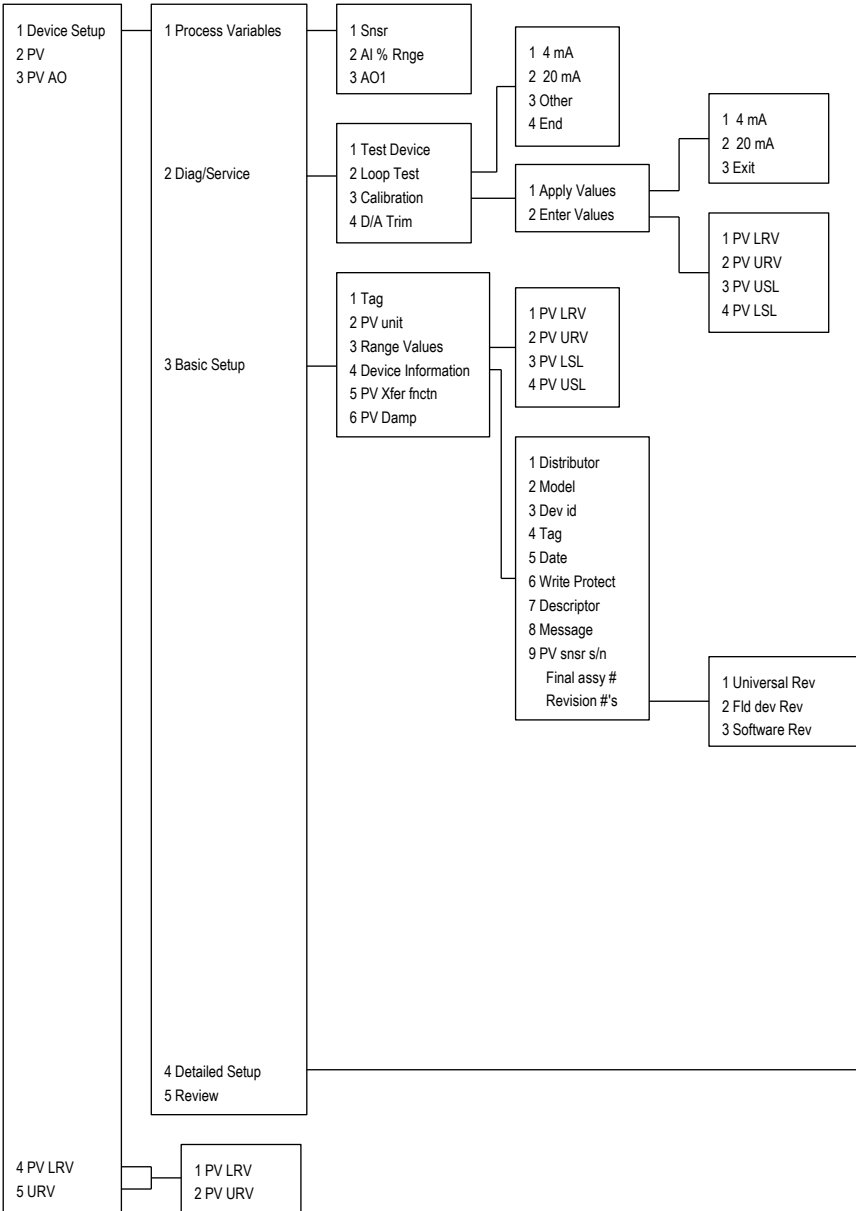 1 Device Setup
2 PV
3 PV AO
1 Process Variables
1 Snsr
2 AI % Rnge
3 AO1
2 Diag/Service
1 Test Device
2 Loop Test
3 Calibration
4 D/A Trim
1 4 mA
2 20 mA
3 Other
4 End
1 Apply Values
2 Enter Values
1 4 mA
2 20 mA
3 Exit
1 PV LRV
2 PV URV
3 PV USL
4 PV LSL
3 Basic Setup
1 Tag
2 PV unit
3 Range Values
4 Device Information
5 PV Xfer fnctn
6 PV Damp
1 PV LRV
2 PV URV
3 PV LSL
4 PV USL
1 Distributor
2 Model
3 Dev id
4 Tag
5 Date
6 Write Protect
7 Descriptor
8 Message
9 PV snsr s/n
Final assy #
Revision #'s
1 Universal Rev
2 Fld dev Rev
3 Software Rev
4 Detailed Setup
5 Review
4 PV LRV
5 URV
1 PV LRV
2 PV URV